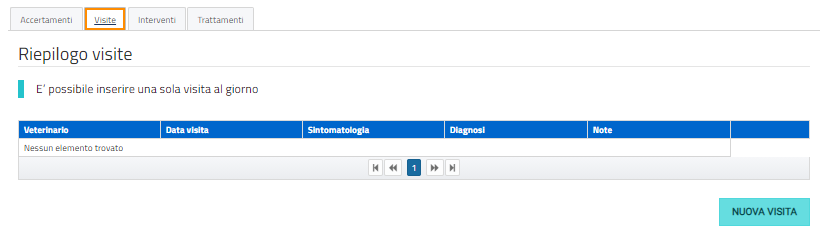 Accertamenti Visite Interventi Trattamenti
Riepilogo visite
E' possibile inserire una sola visita al giorno
Veterinario Data visita Sintomatologia Diagnosi Note
Nessun elemento trovato
1
NUOVA VISITA